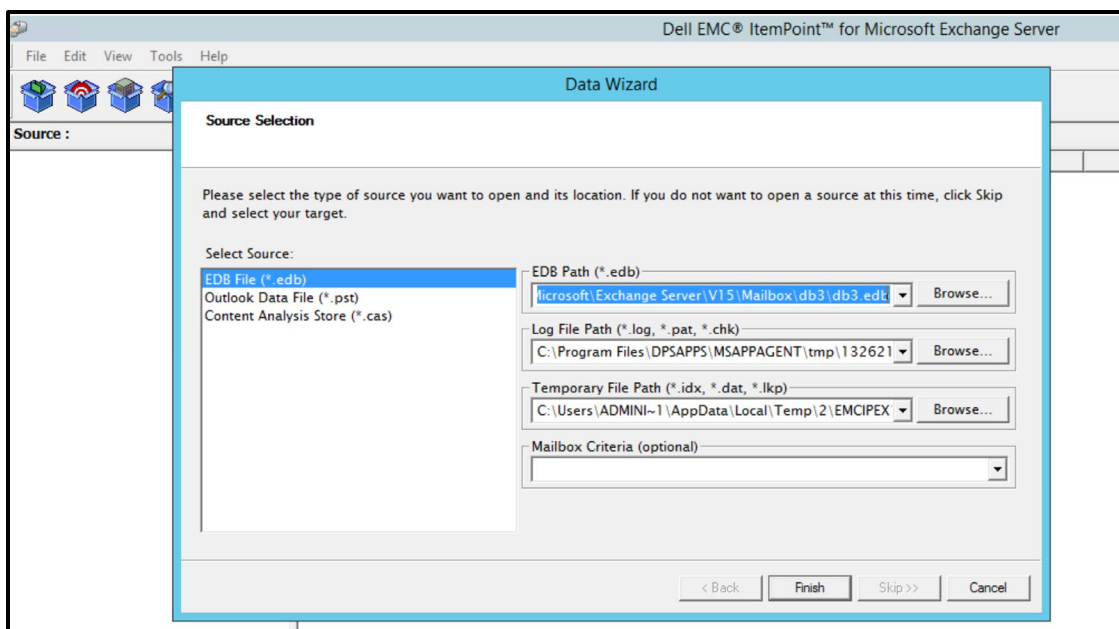 Dell EMC® ItemPoint™ for Microsoft Exchange Server
File Edit View Tools Help
Data Wizard
Source :
Source Selection
Please select the type of source you want to open and its location. If you do not want to open a source at this time, click Skip
and select your target.
Select Source:
EDB File (*.edb)
Outlook Data File (*.pst)
Content Analysis Store (*.cas)
EDB Path (*.edb)
Microsoft\Exchange Server\V15\Mailbox\db3\db3.edb
Browse...
Log File Path (*.log, *.pat, *.chk)
C:\Program Files\DPSAPPS\MSAPPAGENT\tmp\132621
Browse...
Temporary File Path (*.idx, *.dat, *.lkp)
C:\Users\ADMINI~1\AppData\Local\Temp\2\EMCIPEX
Browse...
Mailbox Criteria (optional)
< Back Finish Skip >> Cancel